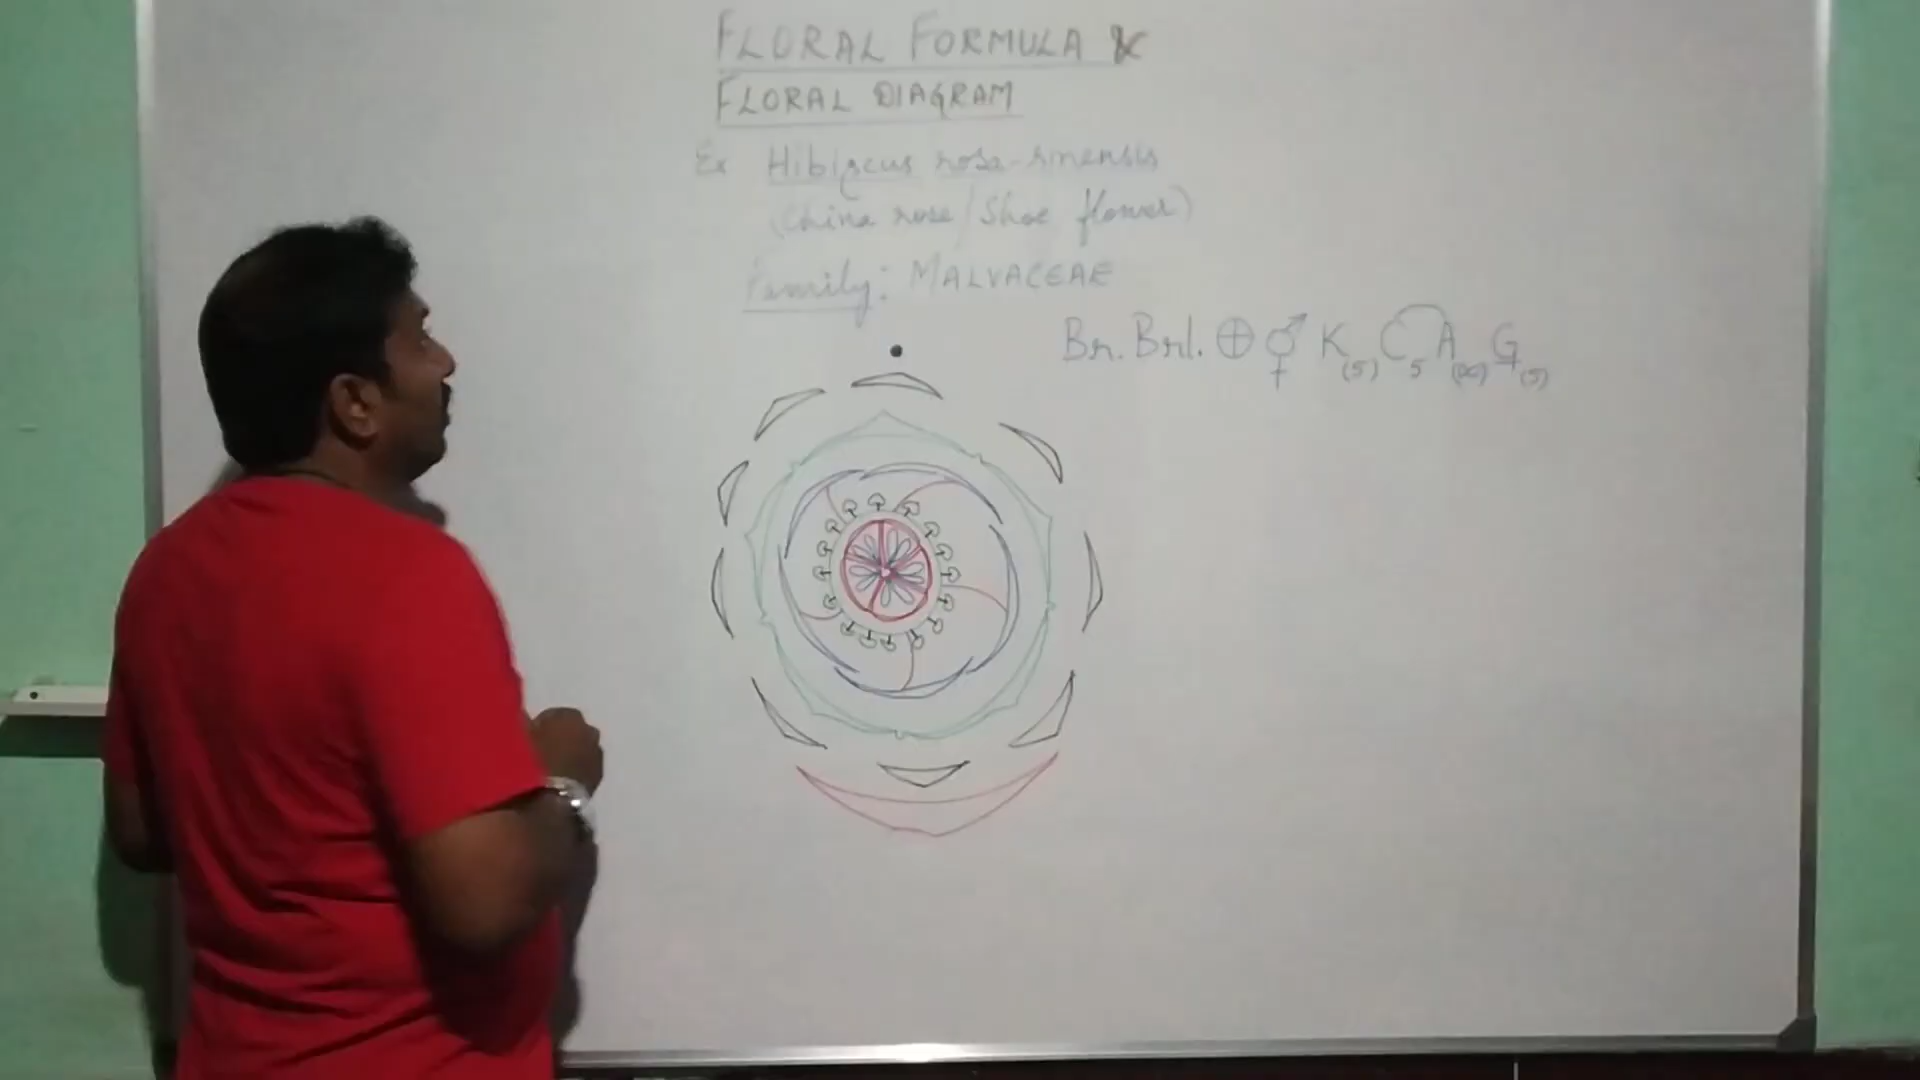 FLORAL FORMULA &
FLORAL DIAGRAM
Ex Hibiscus rosa-sinensis
(China rose/Shoe flower)
Family: MALVACEAE
Br. Brl. ⊕ ⚥ K(5) C5 A(∞) G(5)